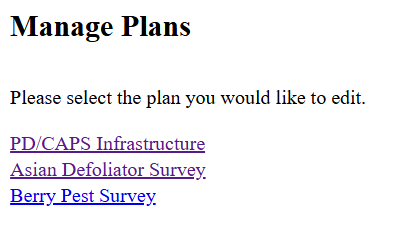 Manage Plans
Please select the plan you would like to edit.
PD/CAPS Infrastructure
Asian Defoliator Survey
Berry Pest Survey